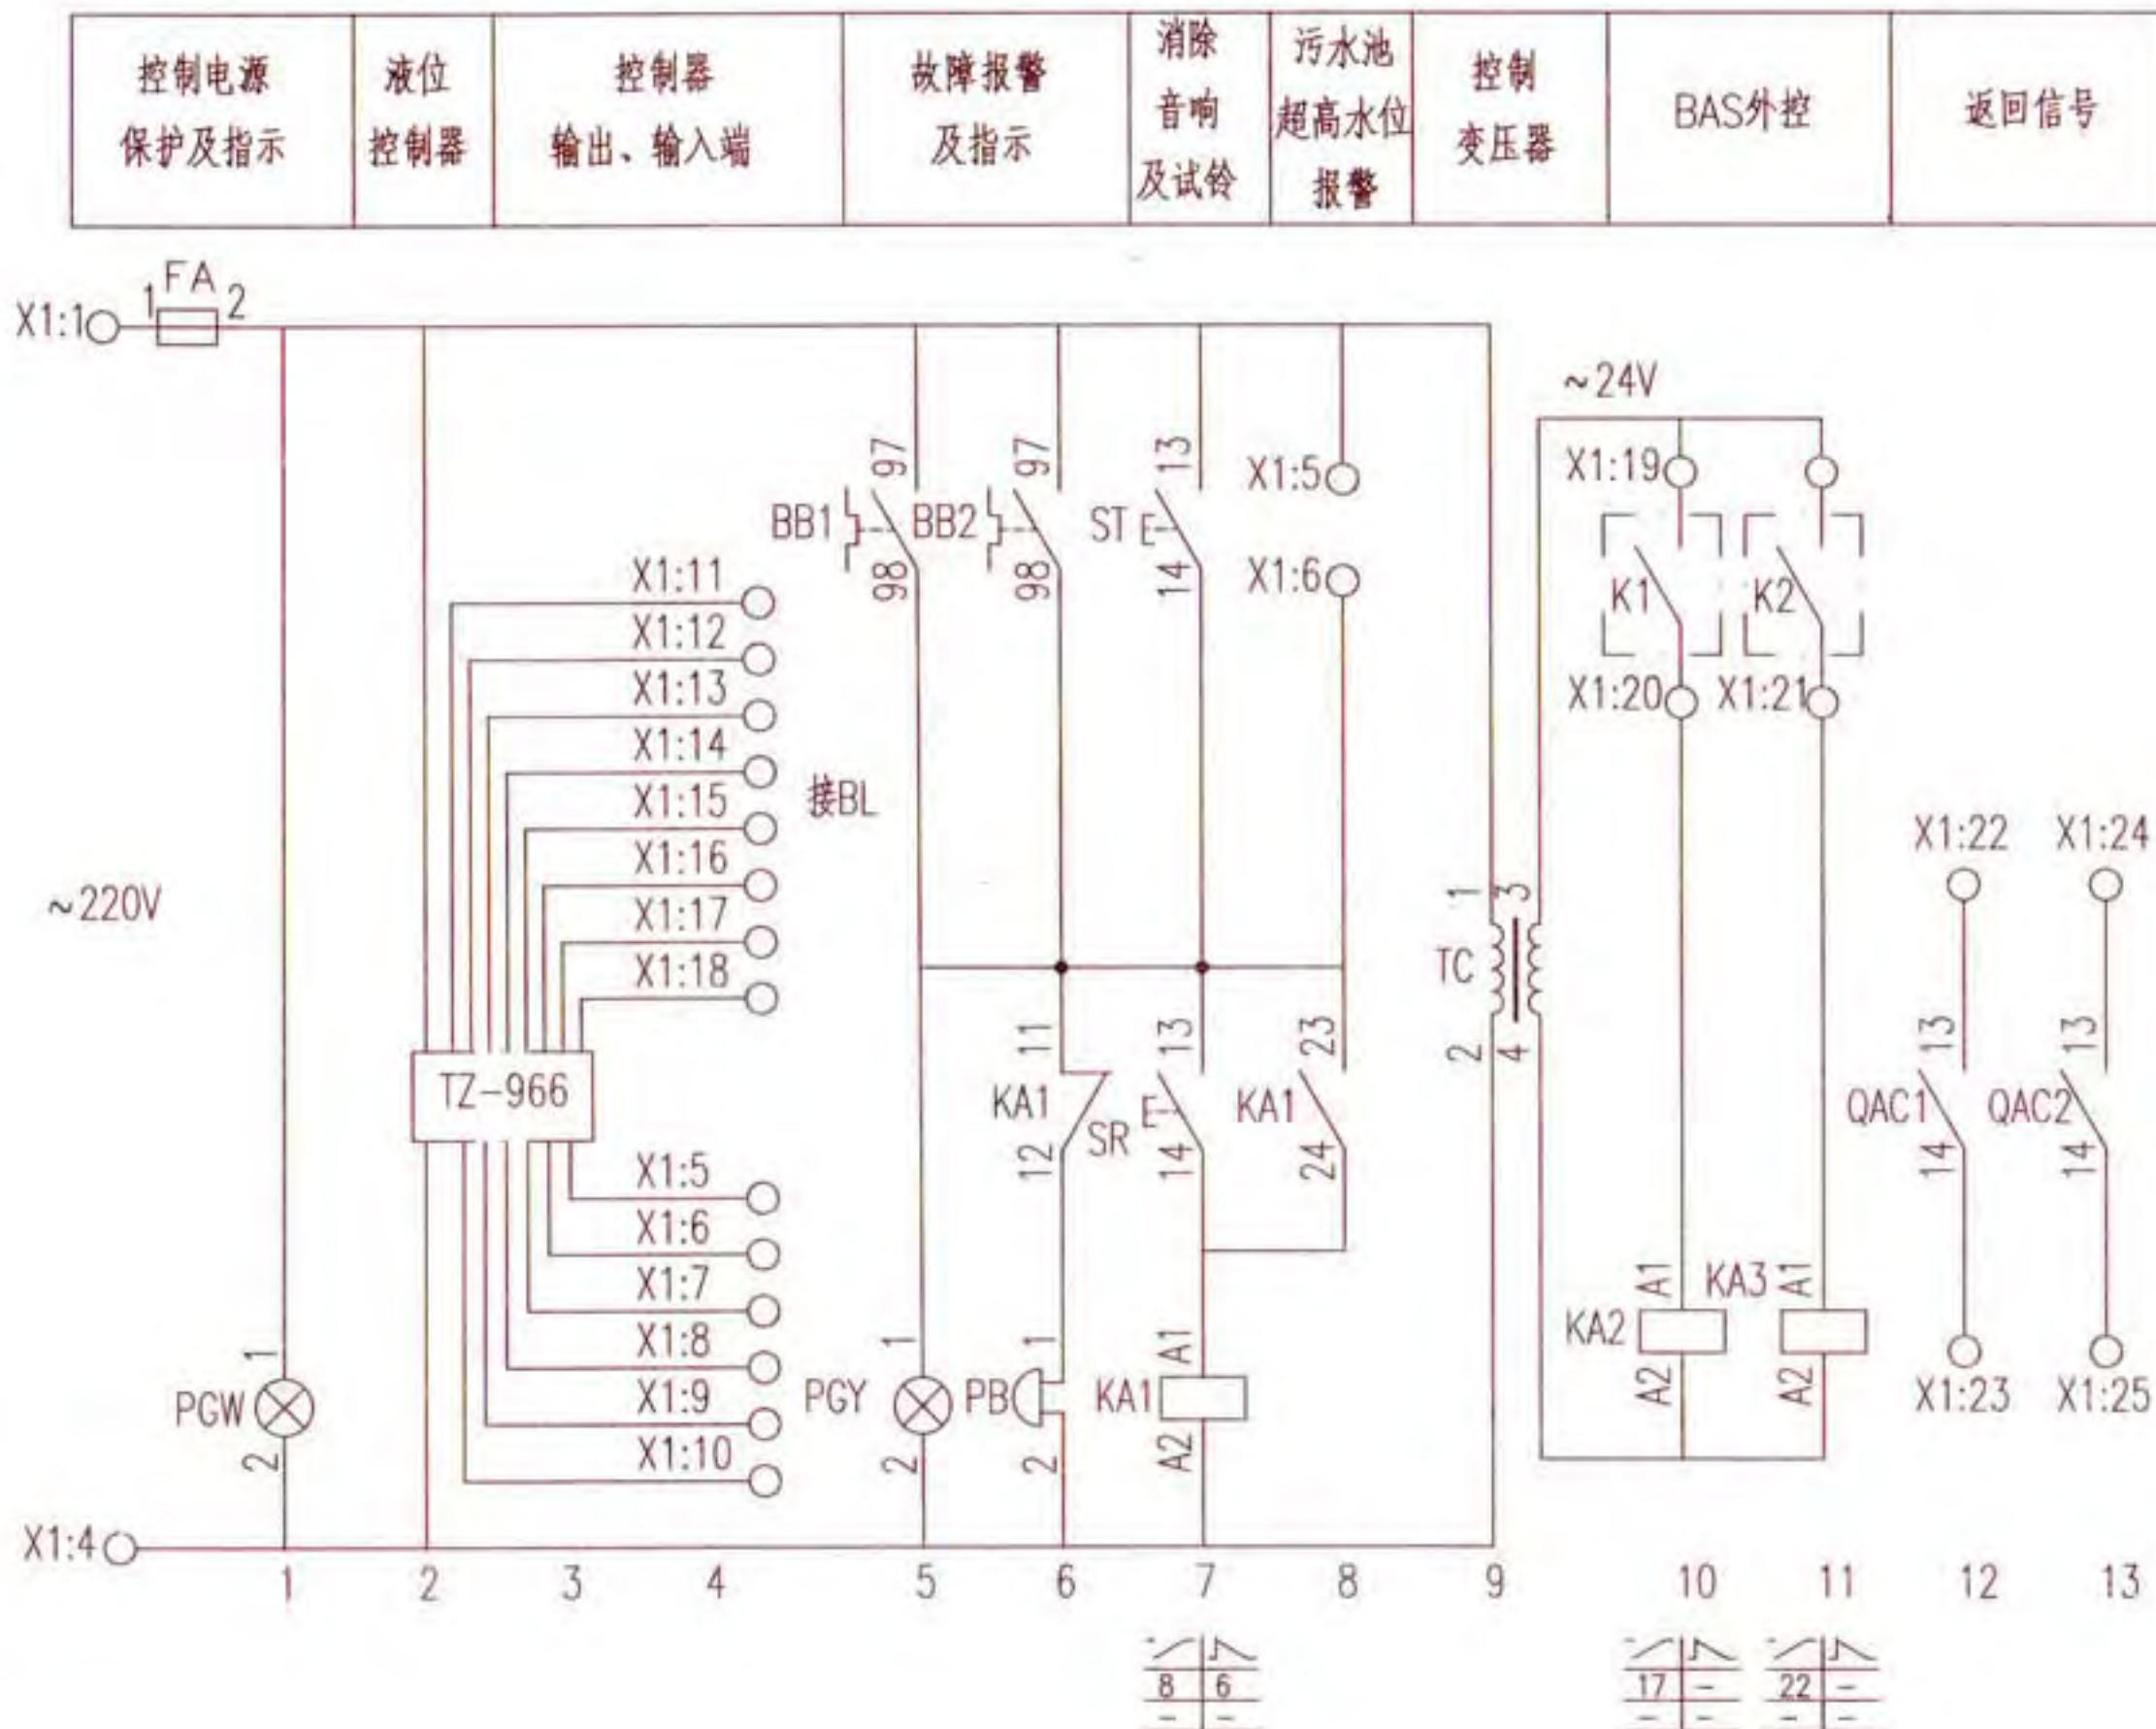 控制电源
保护及指示
液位
控制器
控制器
输出、输入端
故障报警
及指示
消除
音响
及试铃
污水池
超高水位
报警
控制
变压器
BAS外控
返回信号
X1:1
1
FA
2
~24V
X1:19
K1
K2
X1:20
X1:21
97
BB1
98
97
BB2
98
13
ST
14
X1:5
X1:6
X1:11
X1:12
X1:13
X1:14
X1:15
X1:16
X1:17
X1:18
接BL
~220V
TZ-966
X1:5
X1:6
X1:7
X1:8
X1:9
X1:10
1
TC
2
3
4
X1:22
X1:24
11
KA1
12
13
SR
14
23
KA1
24
13
QAC1
14
13
QAC2
14
1
PGW
2
1
PGY
2
1
PB
2
A1
KA1
A2
A1
KA2
A2
KA3
A1
A2
X1:23
X1:25
X1:4
1 2 3 4 5 6 7 8 9 10 11 12 13
8 6 17 - 22 -
- - - - - -